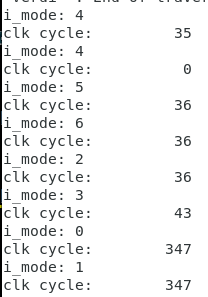 i_mode: 4
clk cycle:          35
i_mode: 4
clk cycle:           0
i_mode: 5
clk cycle:          36
i_mode: 6
clk cycle:          36
i_mode: 2
clk cycle:          36
i_mode: 3
clk cycle:          43
i_mode: 0
clk cycle:         347
i_mode: 1
clk cycle:         347